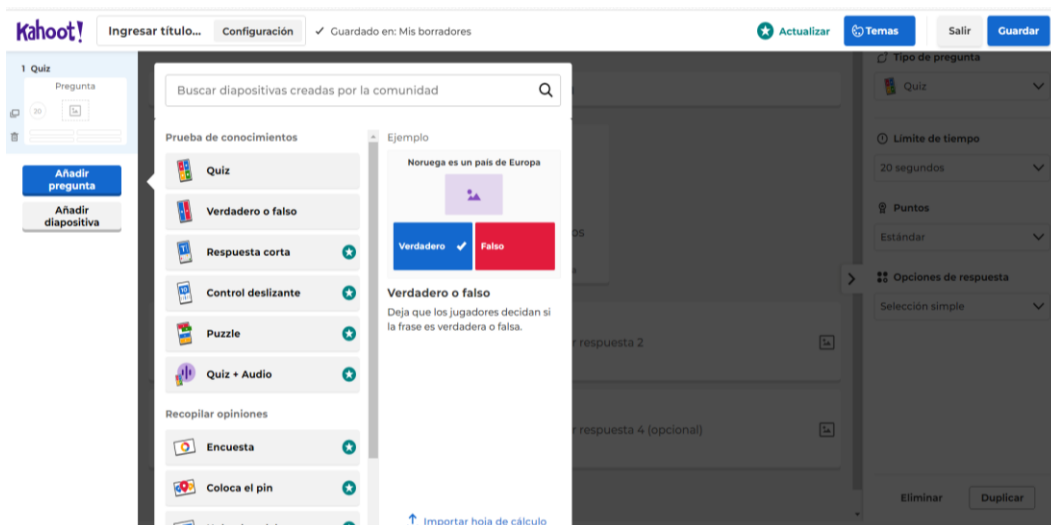 Kahoot!
Ingresar título...
Configuración
Guardado en: Mis borradores
Actualizar
Temas
Salir
Guardar
1 Quiz
Pregunta
20
Añadir
pregunta
Añadir
diapositiva
Buscar diapositivas creadas por la comunidad
Prueba de conocimientos
Quiz
Verdadero o falso
Respuesta corta
Control deslizante
Puzzle
Quiz + Audio
Recopilar opiniones
Encuesta
Coloca el pin
Ejemplo
Noruega es un país de Europa
Verdadero
Falso
Verdadero o falso
Deja que los jugadores decidan si
la frase es verdadera o falsa.
Importar hoja de cálculo
os
r respuesta 2
r respuesta 4 (opcional)
Tipo de pregunta
Quiz
Límite de tiempo
20 segundos
Puntos
Estándar
Opciones de respuesta
Selección simple
Eliminar
Duplicar